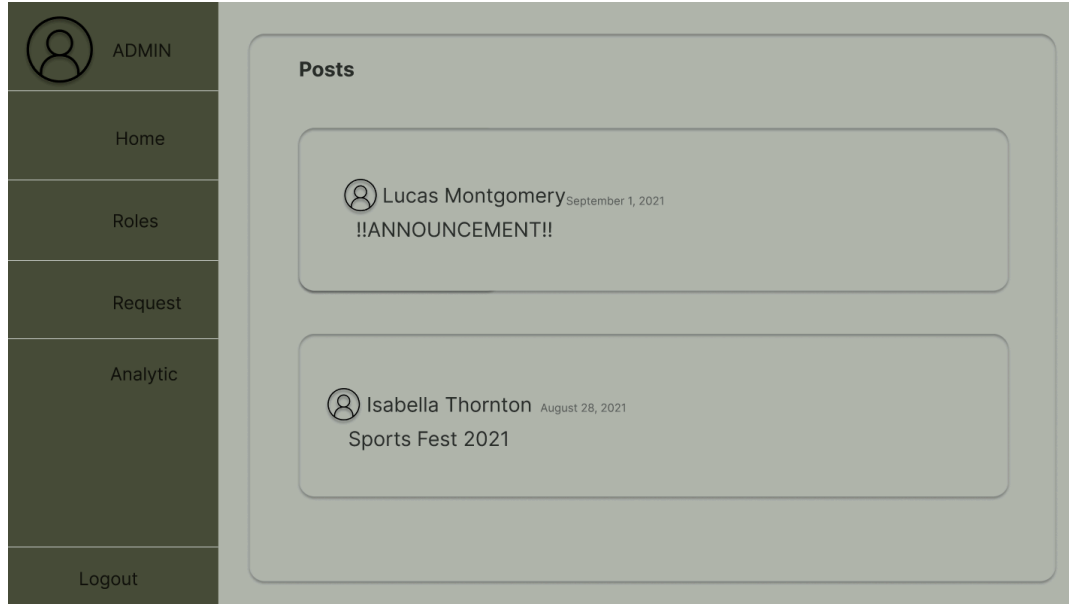 ADMIN
Home
Roles
Request
Analytic
Logout
Posts
Lucas Montgomery September 1, 2021
!!ANNOUNCEMENT!!
Isabella Thornton August 28, 2021
Sports Fest 2021